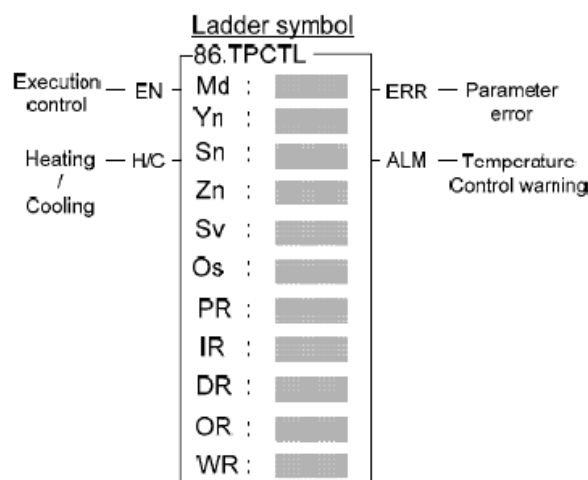 Ladder symbol
86.TPCTL
Execution control
EN
Md :
ERR
Parameter error
Yn :
Heating / Cooling
H/C
Sn :
ALM
Temperature Control warning
Zn :
Sv :
Os :
PR :
IR :
DR :
OR :
WR :